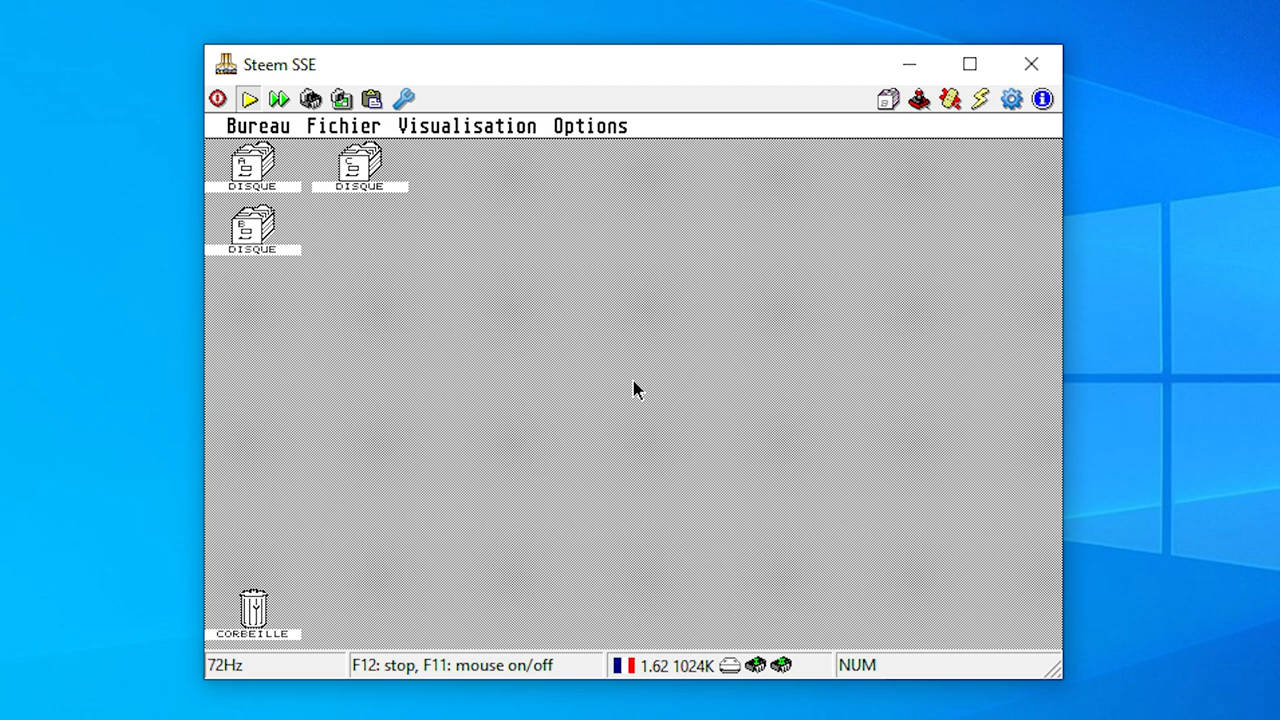 Steem SSE
Bureau Fichier Visualisation Options
A C
DISQUE DISQUE
B
DISQUE
CORBEILLE
72Hz F12: stop, F11: mouse on/off 1.62 1024K NUM